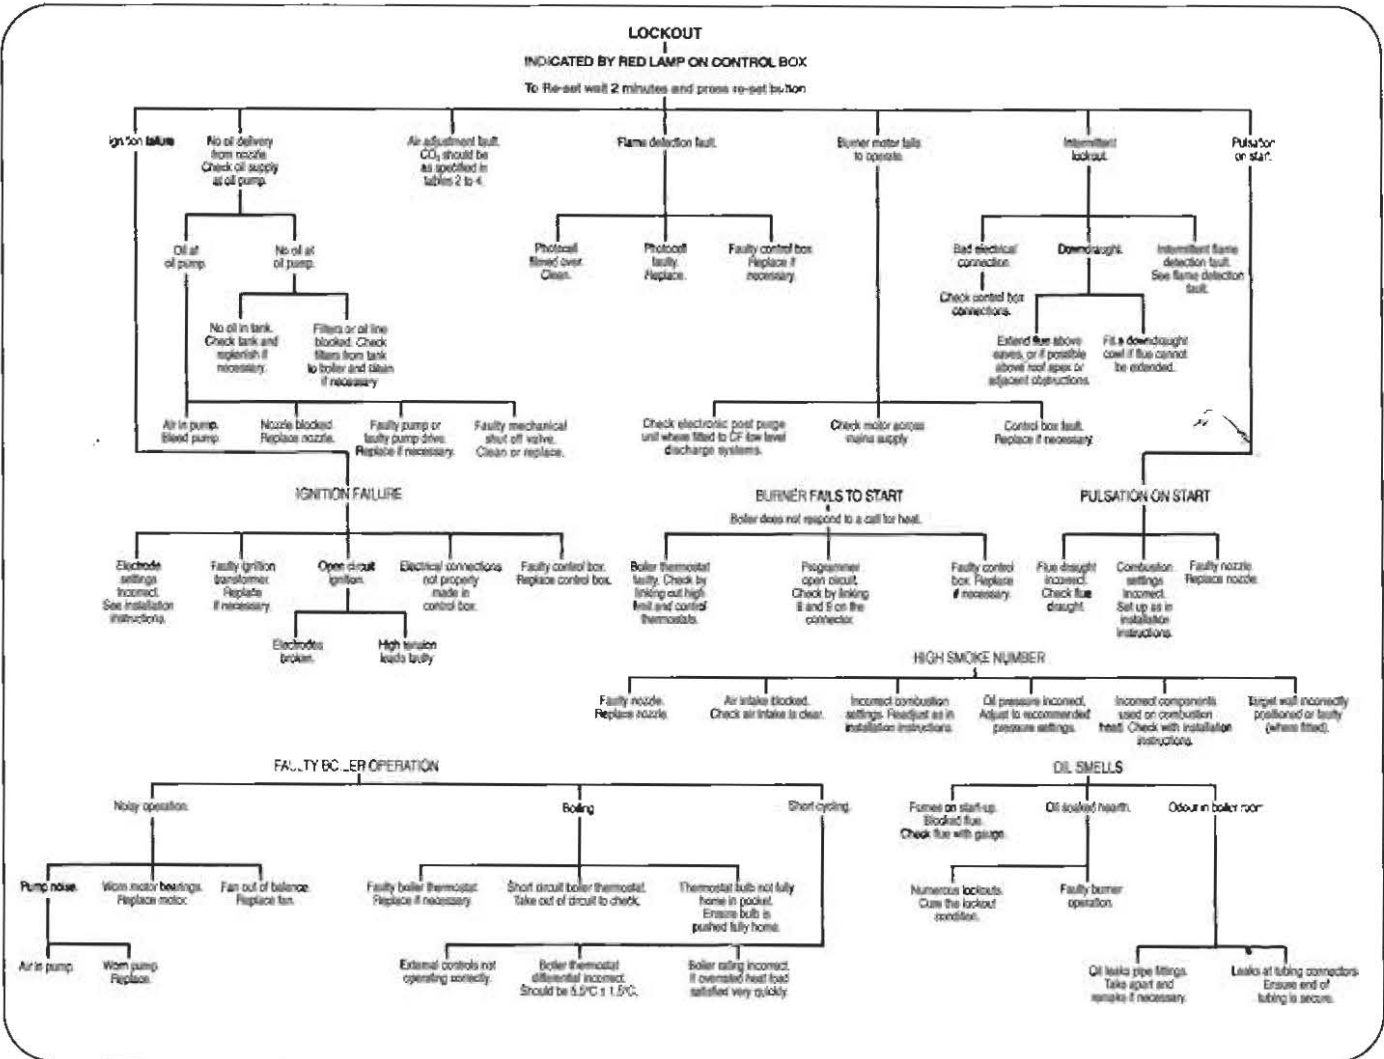 LOCKOUT
INDICATED BY RED LAMP ON CONTROL BOX
To Re-set wait 2 minutes and press re-set button
Ignition failure
No oil delivery
from nozzle
Check oil supply
at oil pump.
Air adjustment fault.
CO₂ should be
as specified in
tables 2 to 4.
Flame detection fault.
Burner motor fails
to operate.
Intermittent
lockout.
Pulsation
on start.
Oil at
oil pump.
No oil at
oil pump.
Photocell
filmed over.
Clean.
Photocell
faulty.
Replace.
Faulty control box
Replace if
necessary.
Bad electrical
connection.
Downdraught.
Intermittent flame
detection fault.
See flame detection
fault.
Check control box
connections.
No oil in tank.
Check tank and
replenish if
necessary.
Filters or oil line
blocked. Check
filters from tank
to boiler and clean
if necessary
Extend flue above
eaves, or if possible
above roof apex or
adjacent obstructions.
Fit a downdraught
cowl if flue cannot
be extended.
Air in pump.
Bleed pump.
Nozzle blocked.
Replace nozzle.
Faulty pump or
faulty pump drive.
Replace if necessary.
Faulty mechanical
shut off valve.
Clean or replace.
Check electronic post purge
unit where fitted to CF low level
discharge systems.
Check motor across
mains supply
Control box fault.
Replace if necessary.
IGNITION FAILURE
Electrode
settings
incorrect.
See installation
instructions.
Faulty ignition
transformer.
Replace
if necessary.
Open circuit
ignition.
Electrical connections
not properly
made in
control box.
Faulty control box.
Replace control box.
Electrodes
broken.
High tension
leads faulty
BURNER FAILS TO START
Boiler does not respond to a call for heat.
Boiler thermostat
faulty. Check by
linking out high
limit and control
thermostats.
Programmer
open circuit.
Check by linking
8 and 9 on the
connector.
Faulty control
box. Replace
if necessary.
PULSATION ON START
Flue draught
incorrect.
Check flue
draught.
Combustion
settings
incorrect.
Set up as in
installation
instructions.
Faulty nozzle
Replace nozzle.
HIGH SMOKE NUMBER
Faulty nozzle.
Replace nozzle.
Air intake blocked.
Check air intake is clear.
Incorrect combustion
settings. Readjust as in
installation instructions.
Oil pressure incorrect,
Adjust to recommended
pressure settings.
Incorrect components
used on combustion
head. Check with installation
instructions.
Target wall incorrectly
positioned or faulty
(where fitted).
FAULTY BOILER OPERATION
Noisy operation.
Boiling
Short cycling.
Pump noise.
Worn motor bearings.
Replace motor.
Fan out of balance.
Replace fan.
Air in pump.
Worn pump
Replace.
Faulty boiler thermostat
Replace if necessary.
Short circuit boiler thermostat.
Take out of circuit to check.
Thermostat bulb not fully
home in pocket.
Ensure bulb is
pushed fully home.
External controls not
operating correctly.
Boiler thermostat
differential incorrect.
Should be 5.5°C ± 1.5°C.
Boiler rating incorrect.
If overrated heat load
satisfied very quickly.
OIL SMELLS
Fumes on start-up.
Blocked flue.
Check flue with gauge.
Oil soaked hearth.
Odour in boiler room
Numerous lockouts.
Cure the lockout
condition.
Faulty burner
operation.
Oil leaks pipe fittings.
Take apart and
remake if necessary.
Leaks at tubing connectors
Ensure end of
tubing is secure.